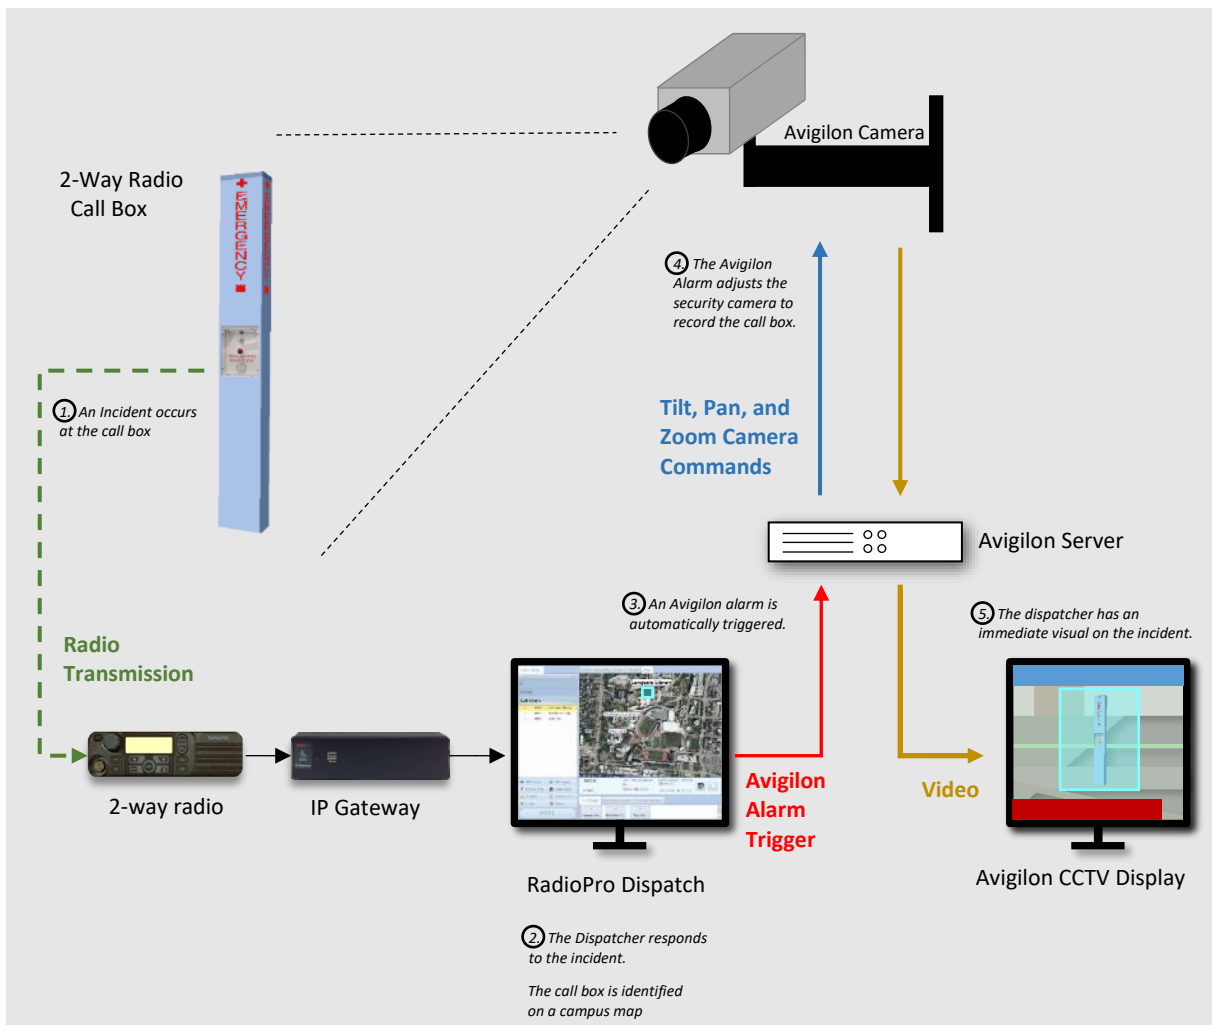 Avigilon Camera
2-Way Radio
Call Box
EMERGENCY
4. The Avigilon
Alarm adjusts the
security camera to
record the call box.
1. An Incident occurs
at the call box
Tilt, Pan, and
Zoom Camera
Commands
Avigilon Server
3. An Avigilon alarm is
automatically triggered.
5. The dispatcher has an
immediate visual on the incident.
Radio
Transmission
2-way radio
IP Gateway
Avigilon
Alarm
Trigger
Video
RadioPro Dispatch
Avigilon CCTV Display
2. The Dispatcher responds
to the incident.
The call box is identified
on a campus map